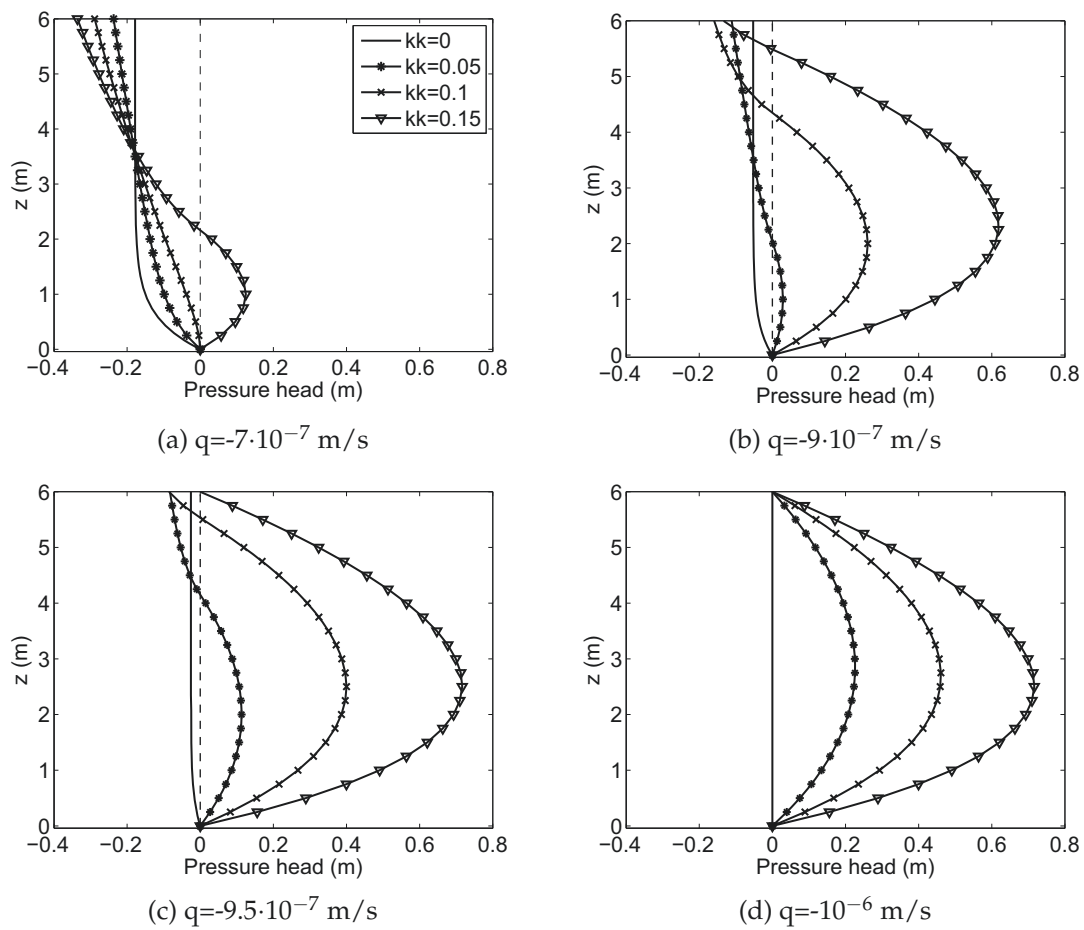 6
5
4
3
2
1
0
z (m)
−0.4 −0.2 0 0.2 0.4 0.6 0.8
Pressure head (m)
kk=0
kk=0.05
kk=0.1
kk=0.15
(a) q=-7·10−7 m/s
6
5
4
3
2
1
0
z (m)
−0.4 −0.2 0 0.2 0.4 0.6 0.8
Pressure head (m)
(b) q=-9·10−7 m/s
6
5
4
3
2
1
0
z (m)
−0.4 −0.2 0 0.2 0.4 0.6 0.8
Pressure head (m)
(c) q=-9.5·10−7 m/s
6
5
4
3
2
1
0
z (m)
−0.4 −0.2 0 0.2 0.4 0.6 0.8
Pressure head (m)
(d) q=-10−6 m/s